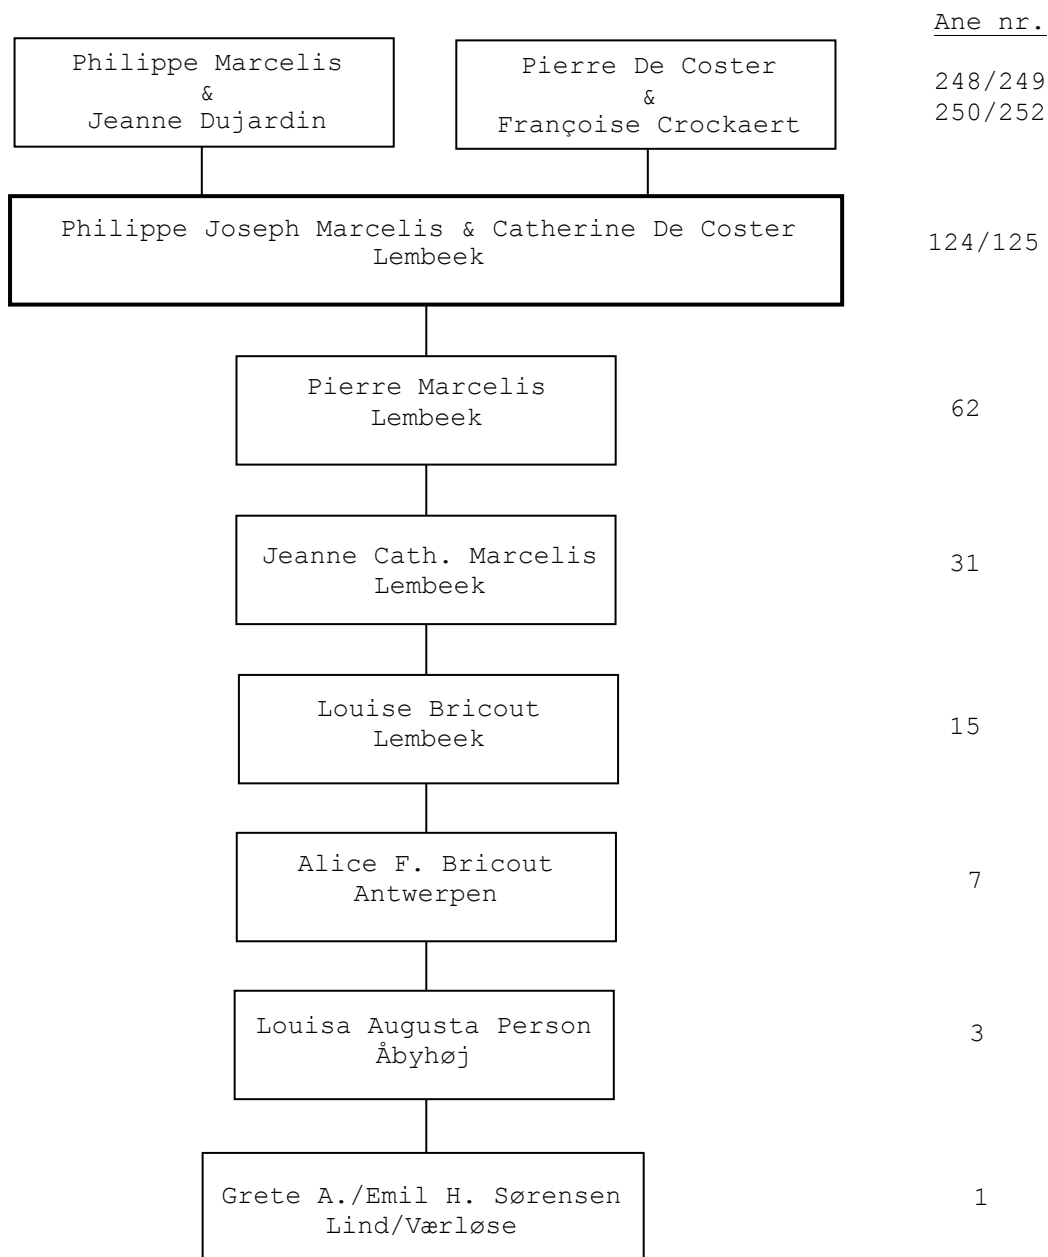 Ane nr.
Philippe Marcelis
&
Jeanne Dujardin
Pierre De Coster
&
Françoise Crockaert
248/249
250/252
Philippe Joseph Marcelis & Catherine De Coster
Lembeek
124/125
Pierre Marcelis
Lembeek
62
Jeanne Cath. Marcelis
Lembeek
31
Louise Bricout
Lembeek
15
Alice F. Bricout
Antwerpen
7
Louisa Augusta Person
Åbyhøj
3
Grete A./Emil H. Sørensen
Lind/Værløse
1